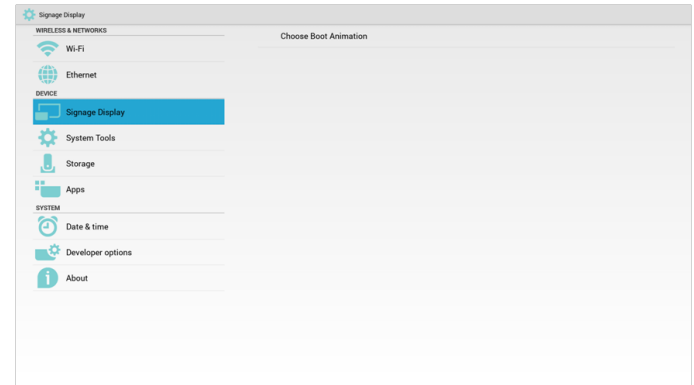 Signage Display
WIRELESS & NETWORKS
Wi-Fi
Ethernet
DEVICE
Signage Display
System Tools
Storage
Apps
SYSTEM
Date & time
Developer options
About
Choose Boot Animation